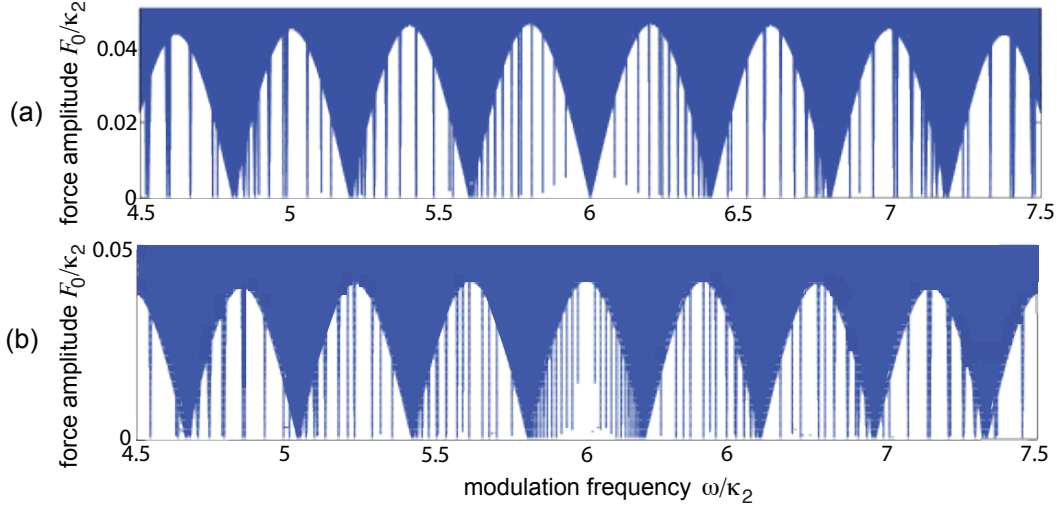 (a)
force amplitude F₀/κ₂
0.04
0.02
0
4.5 5 5.5 6 6.5 7 7.5
(b)
force amplitude F₀/κ₂
0.05
0
4.5 5 5.5 6 6 7 7.5
modulation frequency ω/κ₂